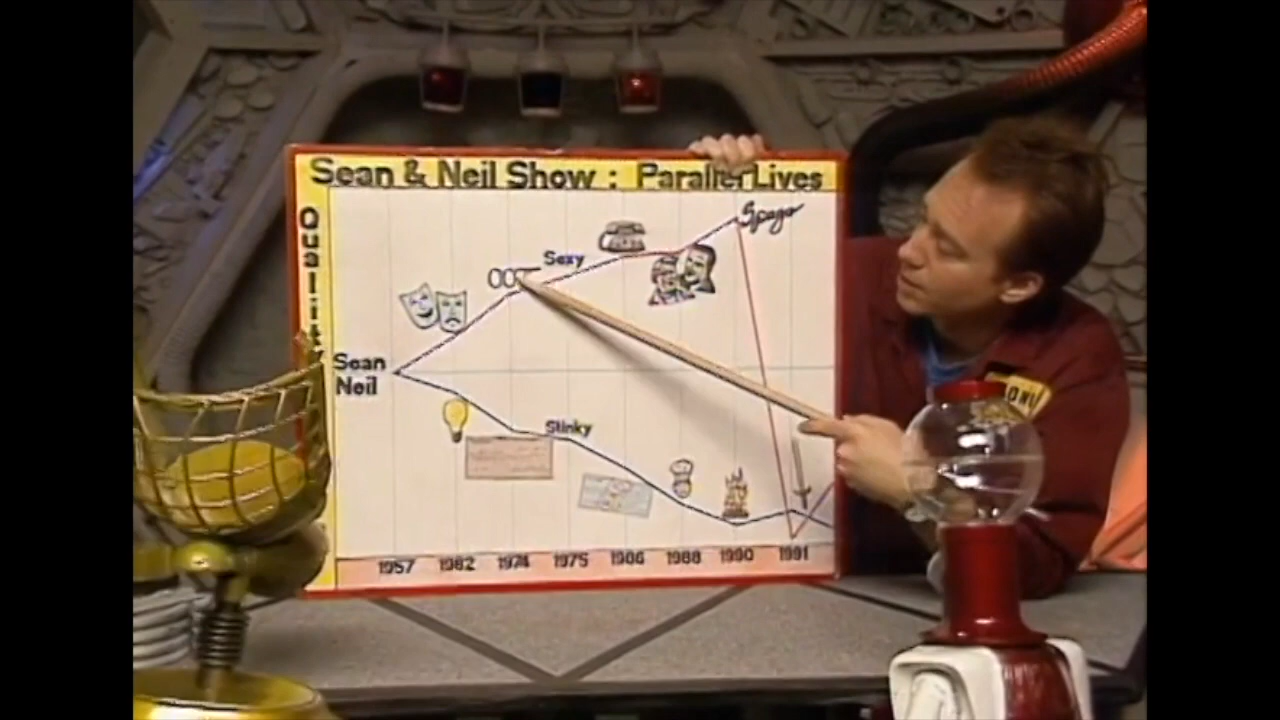 Sean & Neil Show : Parallel Lives
Quality
Spago
007
Sexy
Sean
Neil
Stinky
1957 1982 1974 1975 1986 1988 1990 1991